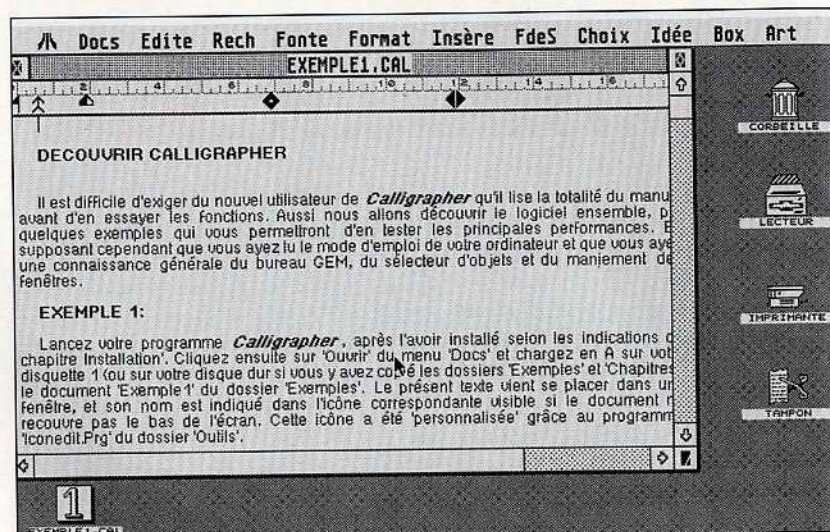 Docs Edite Rech Fonte Format Insère FdeS Choix Idée Box Art
EXEMPLE1.CAL
2 8 10 12 14 16
DECOUVRIR CALLIGRAPHER
Il est difficile d'exiger du nouvel utilisateur de Calligrapher qu'il lise la totalité du manu
avant d'en essayer les fonctions. Aussi nous allons découvrir le logiciel ensemble, p
quelques exemples qui vous permettront d'en tester les principales performances. E
supposant cependant que vous ayez lu le mode d'emploi de votre ordinateur et que vous aye
une connaissance générale du bureau GEM, du sélecteur d'objets et du maniement de
fenêtres.
EXEMPLE 1:
Lancez votre programme Calligrapher, après l'avoir installé selon les indications d
chapitre Installation'. Cliquez ensuite sur 'Ouvrir' du menu 'Docs' et chargez en A sur vot
disquette 1 (ou sur votre disque dur si vous y avez copié les dossiers 'Exemples' et 'Chapitres
le document 'Exemple1' du dossier 'Exemples'. Le présent texte vient se placer dans un
fenêtre, et son nom est indiqué dans l'icône correspondante visible si le document n
recouvre pas le bas de l'écran. Cette icône a été 'personnalisée' grâce au programm
'Iconedit.Prg' du dossier 'Outils'.
CORBEILLE
LECTEUR
IMPRIMANTE
TAMPON
1
EXEMPLE1.CAL